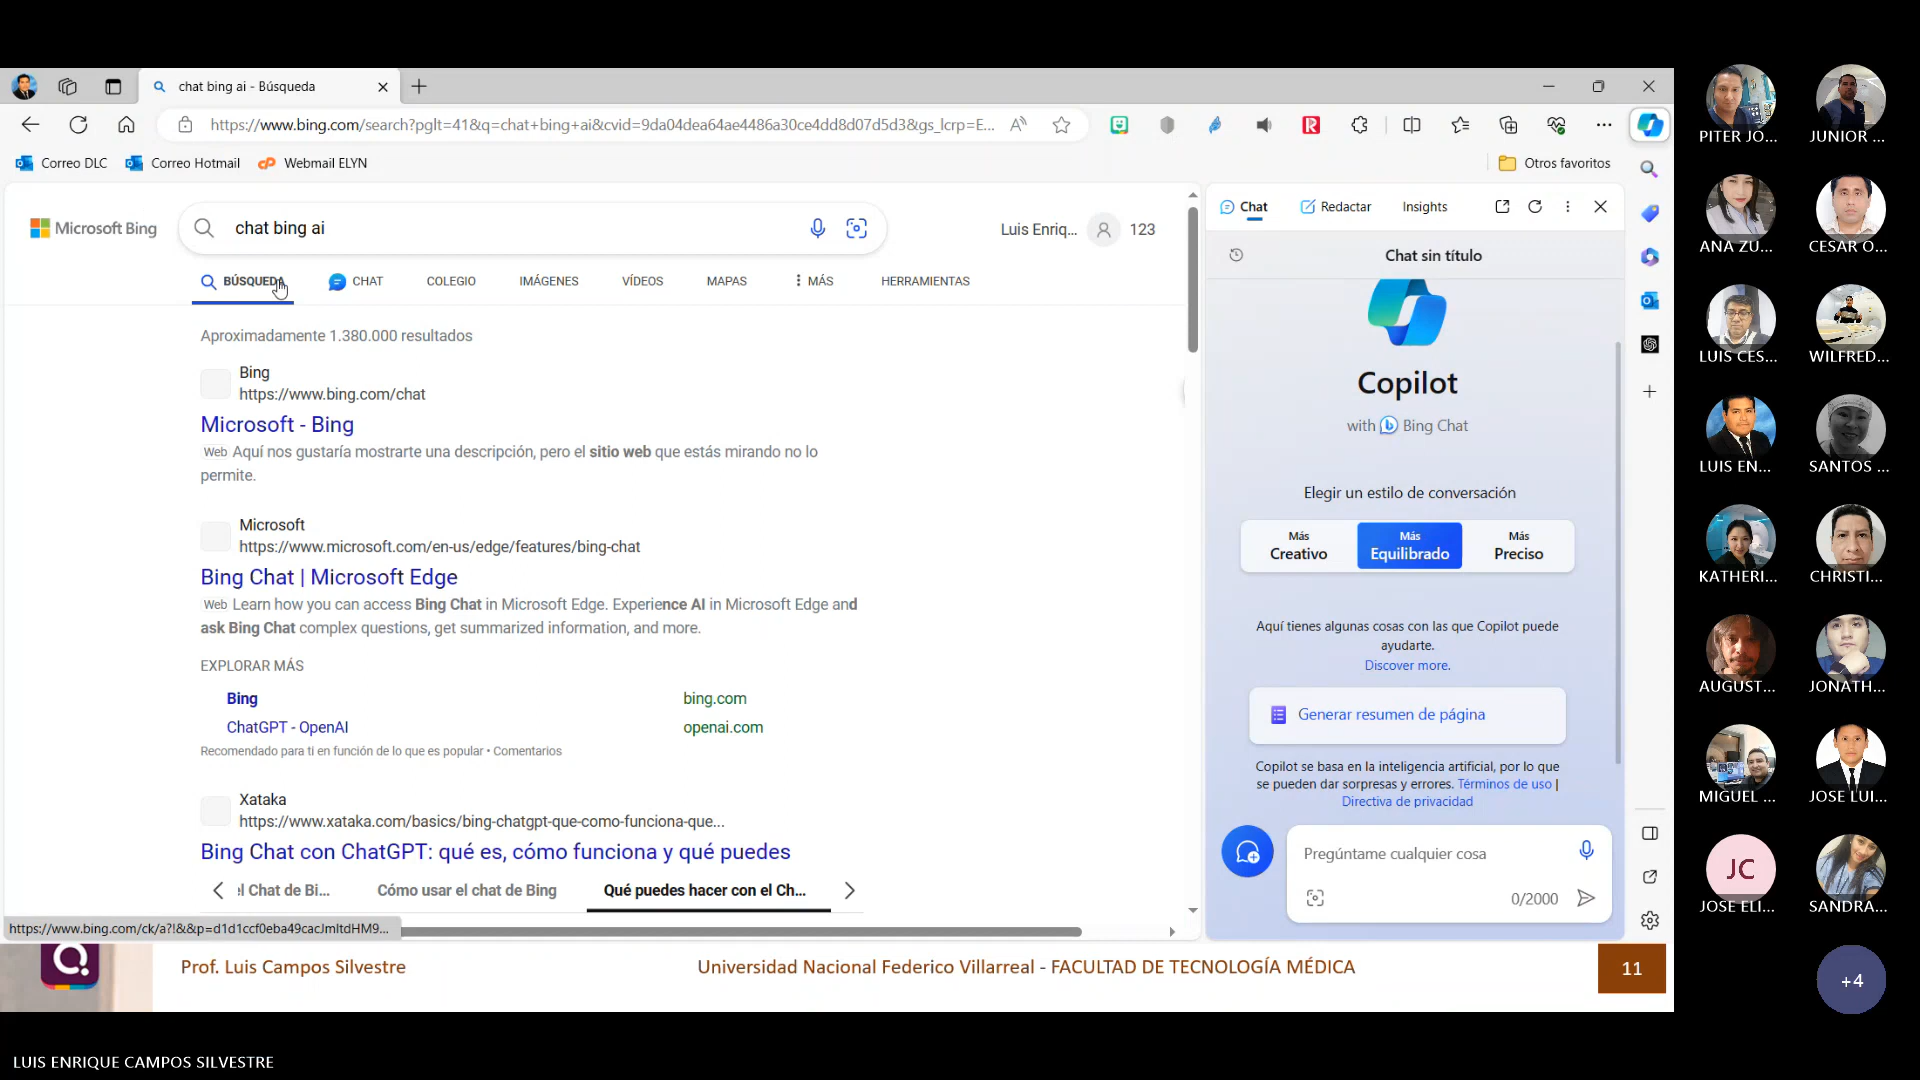 chat bing ai - Búsqueda
https://www.bing.com/search?pglt=41&q=chat+bing+ai&cvid=9da04dea64ae4486a30ce4dd8d07d5d3&gs_lcrp=E...
Correo DLC
Correo Hotmail
Webmail ELYN
Otros favoritos
Microsoft Bing
chat bing ai
Luis Enriq...
123
BÚSQUEDA
CHAT
COLEGIO
IMÁGENES
VÍDEOS
MAPAS
MÁS
HERRAMIENTAS
Aproximadamente 1.380.000 resultados
Bing
https://www.bing.com/chat
Microsoft - Bing
Web Aquí nos gustaría mostrarte una descripción, pero el sitio web que estás mirando no lo
permite.
Microsoft
https://www.microsoft.com/en-us/edge/features/bing-chat
Bing Chat | Microsoft Edge
Web Learn how you can access Bing Chat in Microsoft Edge. Experience AI in Microsoft Edge and
ask Bing Chat complex questions, get summarized information, and more.
EXPLORAR MÁS
Bing
bing.com
ChatGPT - OpenAI
openai.com
Recomendado para ti en función de lo que es popular • Comentarios
Xataka
https://www.xataka.com/basics/bing-chatgpt-que-como-funciona-que...
Bing Chat con ChatGPT: qué es, cómo funciona y qué puedes
el Chat de Bi...
Cómo usar el chat de Bing
Qué puedes hacer con el Ch...
https://www.bing.com/ck/a?!&&p=d1d1ccf0eba49cacJmltdHM9...
Chat
Redactar
Insights
Chat sin título
Copilot
with Bing Chat
Elegir un estilo de conversación
Más
Creativo
Más
Equilibrado
Más
Preciso
Aquí tienes algunas cosas con las que Copilot puede
ayudarte.
Discover more.
Generar resumen de página
Copilot se basa en la inteligencia artificial, por lo que
se pueden dar sorpresas y errores. Términos de uso |
Directiva de privacidad
Pregúntame cualquier cosa
0/2000
Prof. Luis Campos Silvestre
Universidad Nacional Federico Villarreal - FACULTAD DE TECNOLOGÍA MÉDICA
11
PITER JO...
JUNIOR ...
ANA ZU...
CESAR O...
LUIS CES...
WILFRED...
LUIS EN...
SANTOS ...
KATHERI...
CHRISTI...
AUGUST...
JONATH...
MIGUEL ...
JOSE LUI...
JC
JOSE ELI...
SANDRA...
+4
LUIS ENRIQUE CAMPOS SILVESTRE